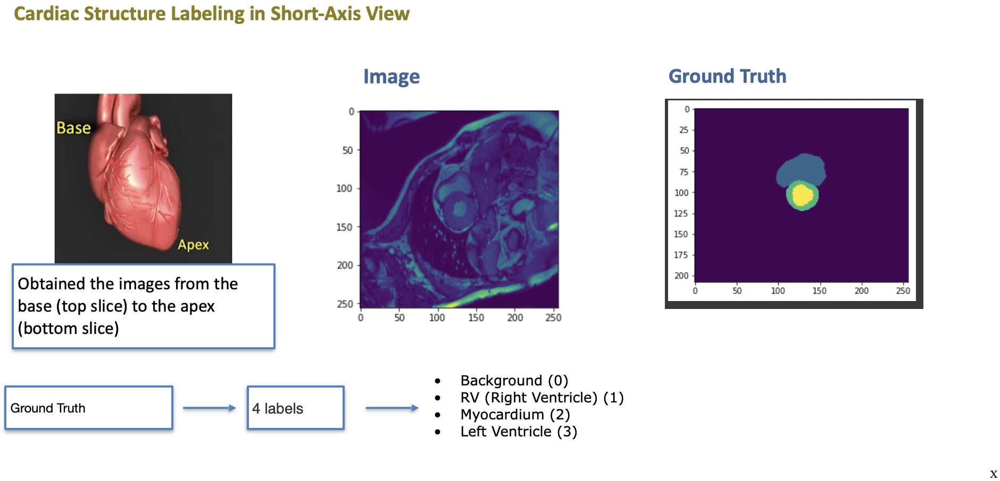 Cardiac Structure Labeling in Short-Axis View
Image
Ground Truth
Base
Apex
Obtained the images from the
base (top slice) to the apex
(bottom slice)
0
50
100
150
200
250
0 50 100 150 200 250
0
25
50
75
100
125
150
175
200
0 50 100 150 200 250
Ground Truth
4 labels
• Background (0)
• RV (Right Ventricle) (1)
• Myocardium (2)
• Left Ventricle (3)
x